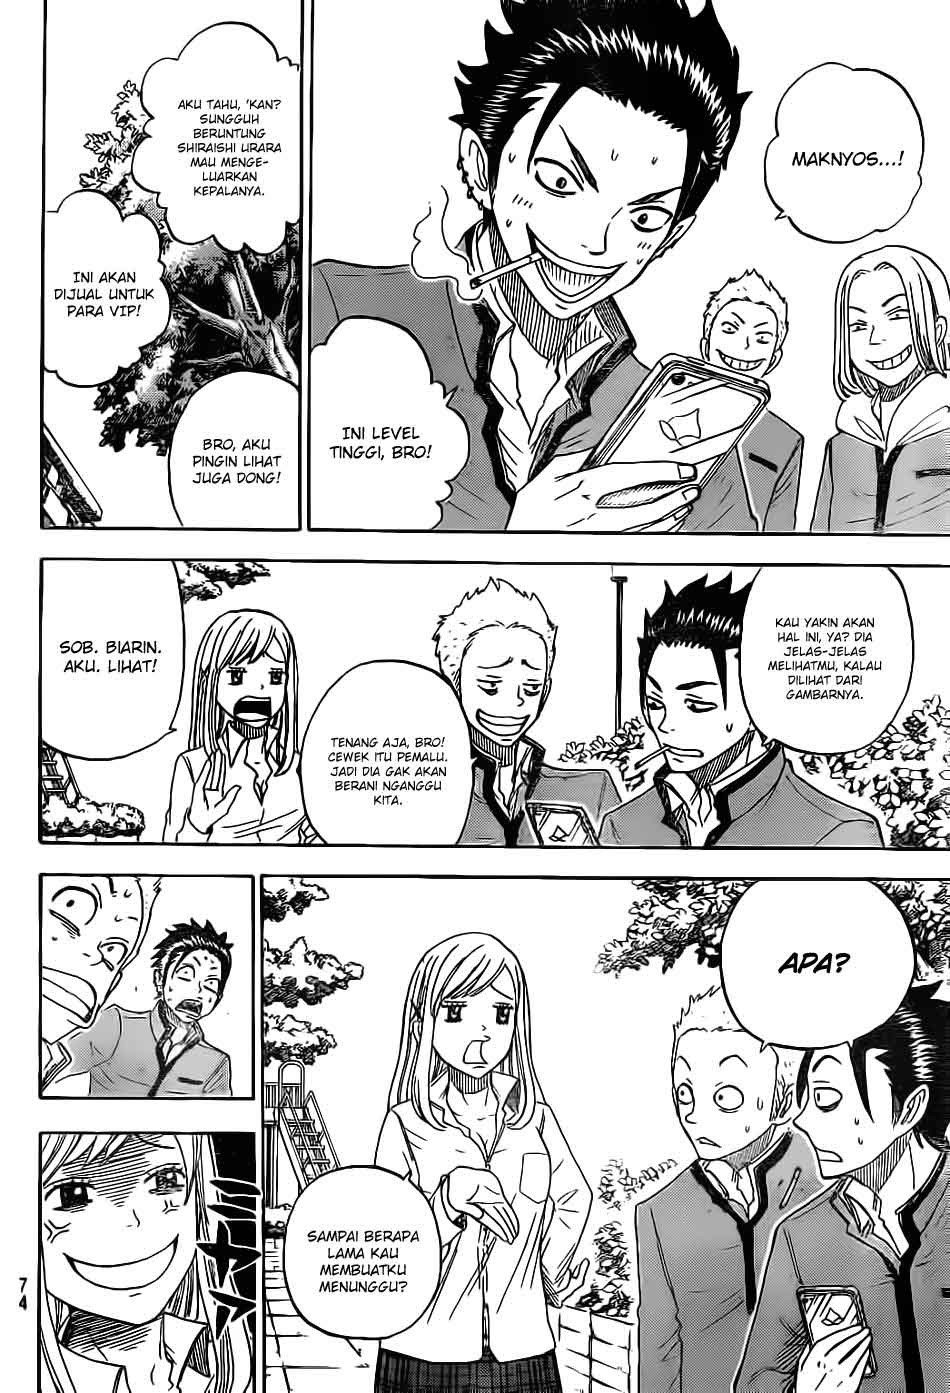 MAKNYOS...!
INI LEVEL
TINGGI, BRO!
AKU TAHU, 'KAN?
SUNGGUH
BERUNTUNG
SHIRAISHI URARA
MAU MENGE-
LUARKAN
KEPALANYA.
INI AKAN
DIJUAL UNTUK
PARA VIP!
BRO, AKU
PINGIN LIHAT
JUGA DONG!
KAU YAKIN AKAN
HAL INI, YA? DIA
JELAS-JELAS
MELIHATMU, KALAU
DILIHAT DARI
GAMBARNYA.
TENANG AJA, BRO!
CEWEK ITU PEMALU.
JADI DIA GAK AKAN
BERANI NGANGGU
KITA.
SOB. BIARIN.
AKU. LIHAT!
APA?
SAMPAI BERAPA
LAMA KAU
MEMBUATKU
MENUNGGU?
74